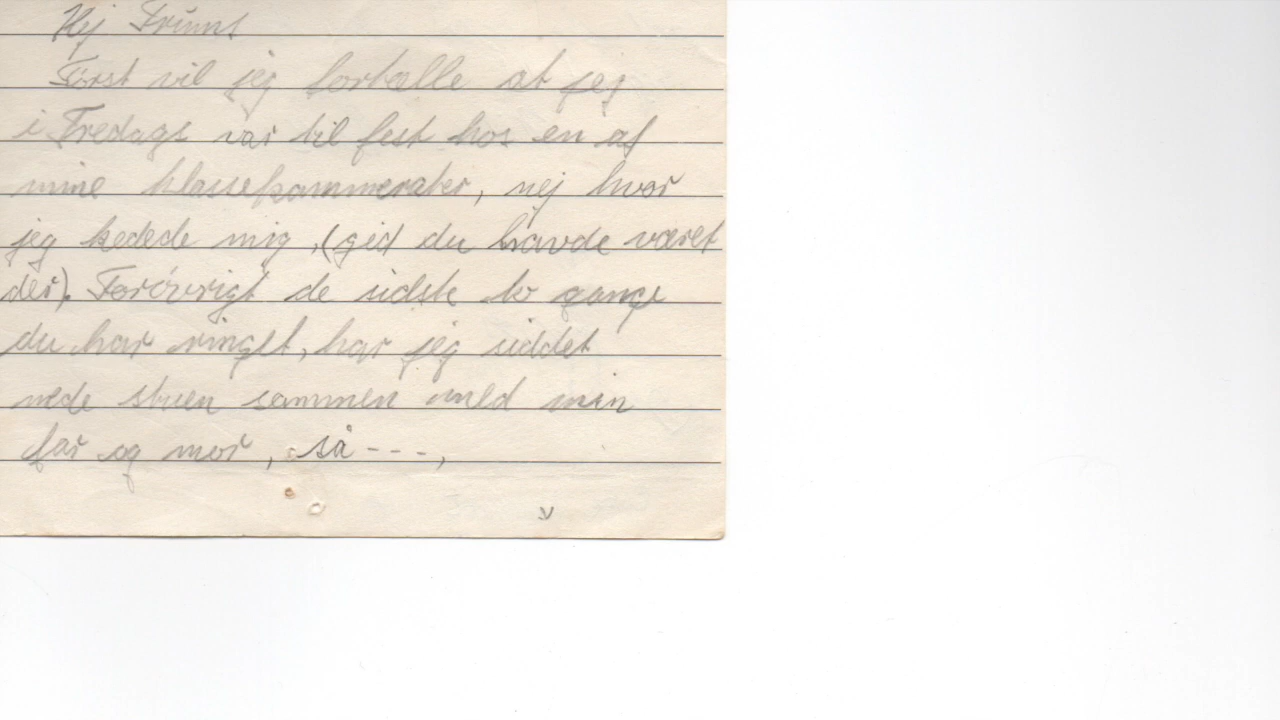 Hej Trunt
Først vil jeg fortælle at jeg
i Fredags var til fest hos en af
mine klassekammerater, nej hvor
jeg kedede mig, (gid du havde været
der). Forøvrigt de sidste to gange
du har ringet, har jeg siddet
nede stuen sammen med min
far og mor, så - - -,